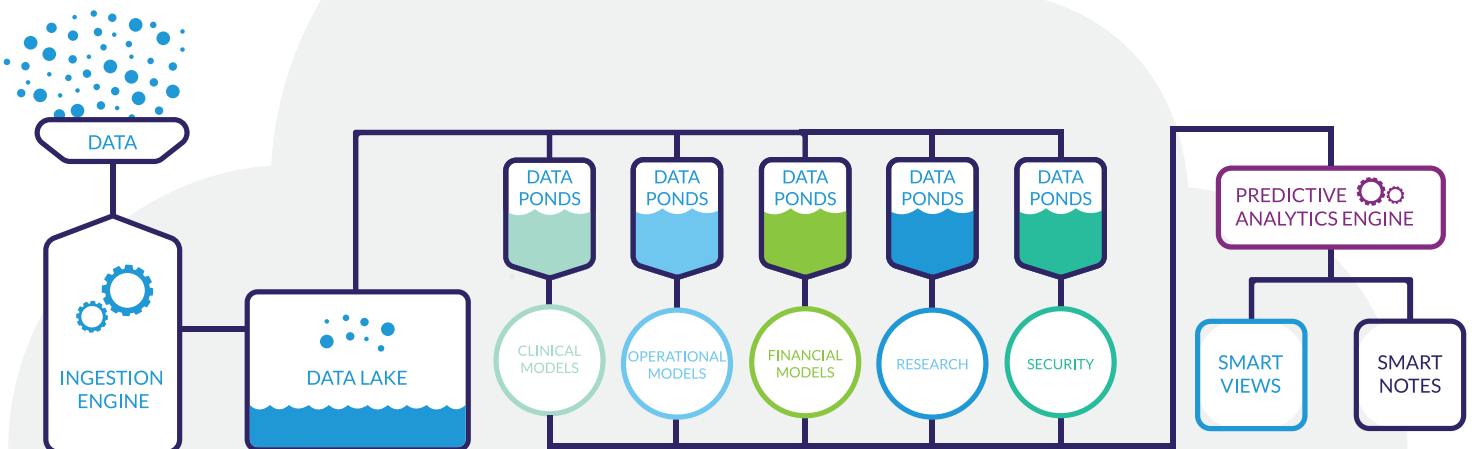 DATA
INGESTION
ENGINE
DATA LAKE
DATA
PONDS
DATA
PONDS
DATA
PONDS
DATA
PONDS
DATA
PONDS
CLINICAL
MODELS
OPERATIONAL
MODELS
FINANCIAL
MODELS
RESEARCH
SECURITY
PREDICTIVE
ANALYTICS ENGINE
SMART
VIEWS
SMART
NOTES